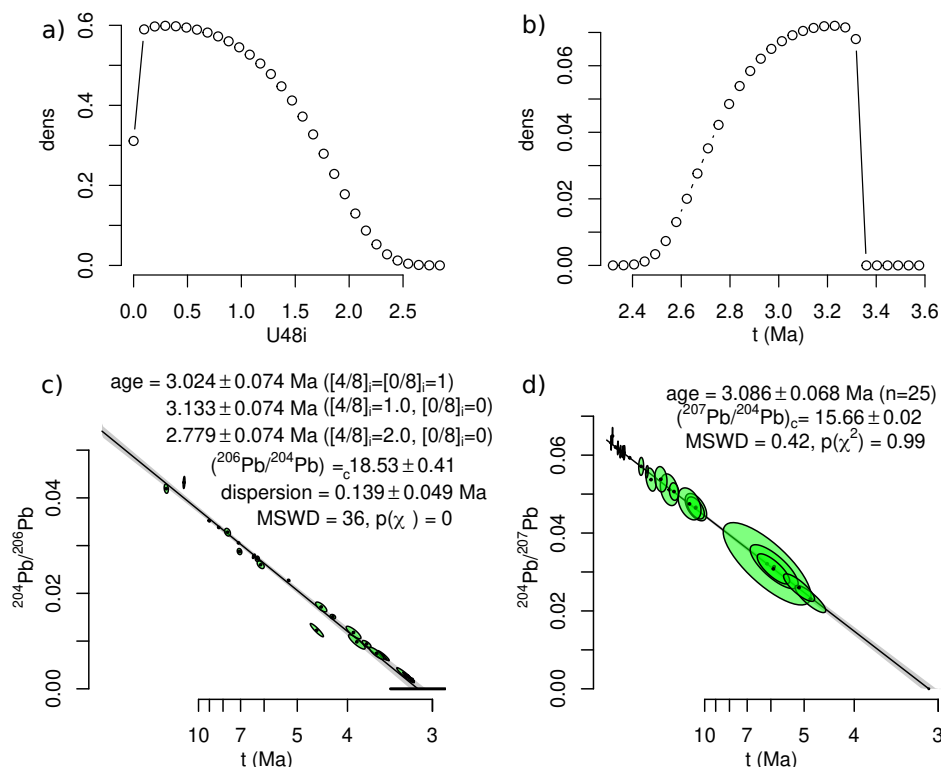 a)
dens
0.0 0.2 0.4 0.6
0.0 0.5 1.0 1.5 2.0 2.5
U48i
b)
dens
0.00 0.02 0.04 0.06
2.4 2.6 2.8 3.0 3.2 3.4 3.6
t (Ma)
c)
age = 3.024 ± 0.074 Ma ([4/8]i=[0/8]i=1)
3.133 ± 0.074 Ma ([4/8]i=1.0, [0/8]i=0)
2.779 ± 0.074 Ma ([4/8]i=2.0, [0/8]i=0)
(206Pb/204Pb) =c18.53 ± 0.41
dispersion = 0.139 ± 0.049 Ma
MSWD = 36, p(χ ) = 0
204Pb/206Pb
0.00 0.02 0.04
10 7 5 4 3
t (Ma)
d)
age = 3.086 ± 0.068 Ma (n=25)
(207Pb/204Pb)c= 15.66 ± 0.02
MSWD = 0.42, p(χ2) = 0.99
204Pb/207Pb
0.00 0.02 0.04 0.06
10 7 5 4 3
t (Ma)